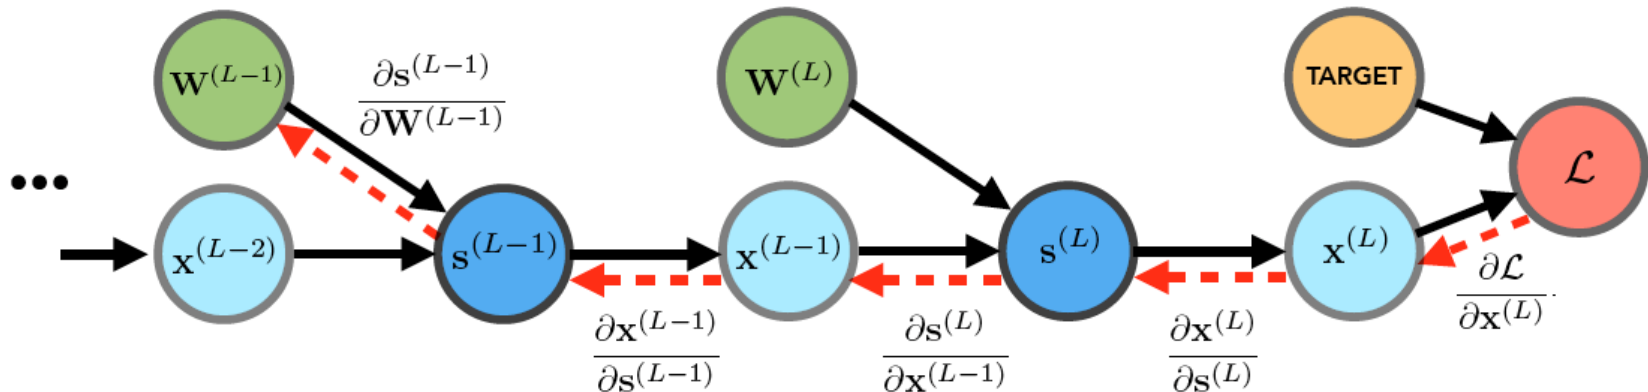 W^(L−1)
∂s^(L−1) / ∂W^(L−1)
W^(L)
TARGET
ℒ
•••
x^(L−2)
s^(L−1)
x^(L−1)
s^(L)
x^(L)
∂x^(L−1) / ∂s^(L−1)
∂s^(L) / ∂x^(L−1)
∂x^(L) / ∂s^(L)
∂ℒ / ∂x^(L) .